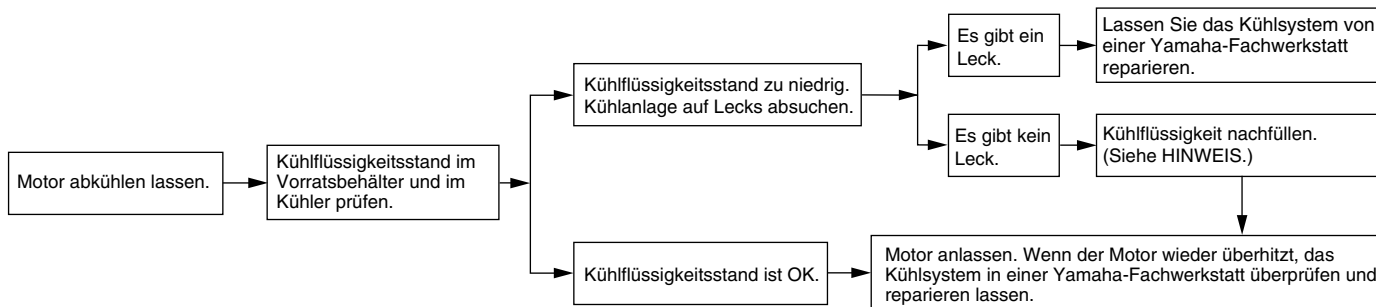 Motor abkühlen lassen.
Kühlflüssigkeitsstand im
Vorratsbehälter und im
Kühler prüfen.
Kühlflüssigkeitsstand zu niedrig.
Kühlanlage auf Lecks absuchen.
Es gibt ein
Leck.
Lassen Sie das Kühlsystem von
einer Yamaha-Fachwerkstatt
reparieren.
Es gibt kein
Leck.
Kühlflüssigkeit nachfüllen.
(Siehe HINWEIS.)
Kühlflüssigkeitsstand ist OK.
Motor anlassen. Wenn der Motor wieder überhitzt, das
Kühlsystem in einer Yamaha-Fachwerkstatt überprüfen und
reparieren lassen.